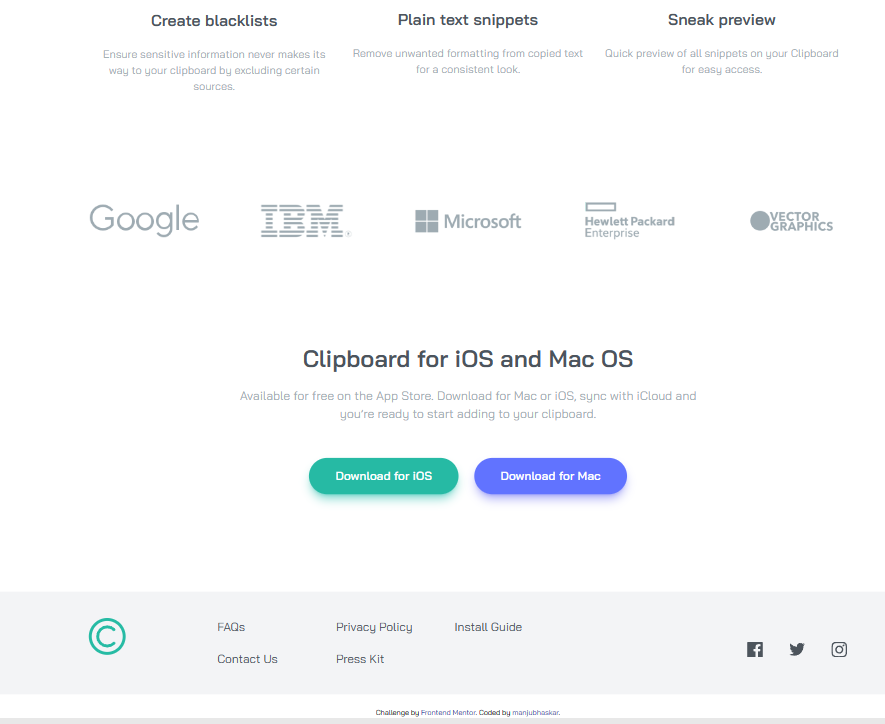 Create blacklists
Plain text snippets
Sneak preview
Ensure sensitive information never makes its
way to your clipboard by excluding certain
sources.
Remove unwanted formatting from copied text
for a consistent look.
Quick preview of all snippets on your Clipboard
for easy access.
Google
IBM
Microsoft
Hewlett Packard
Enterprise
VECTOR
GRAPHICS
Clipboard for iOS and Mac OS
Available for free on the App Store. Download for Mac or iOS, sync with iCloud and
you're ready to start adding to your clipboard.
Download for iOS
Download for Mac
FAQs
Privacy Policy
Install Guide
Contact Us
Press Kit
Challenge by Frontend Mentor. Coded by manjubhaskar.